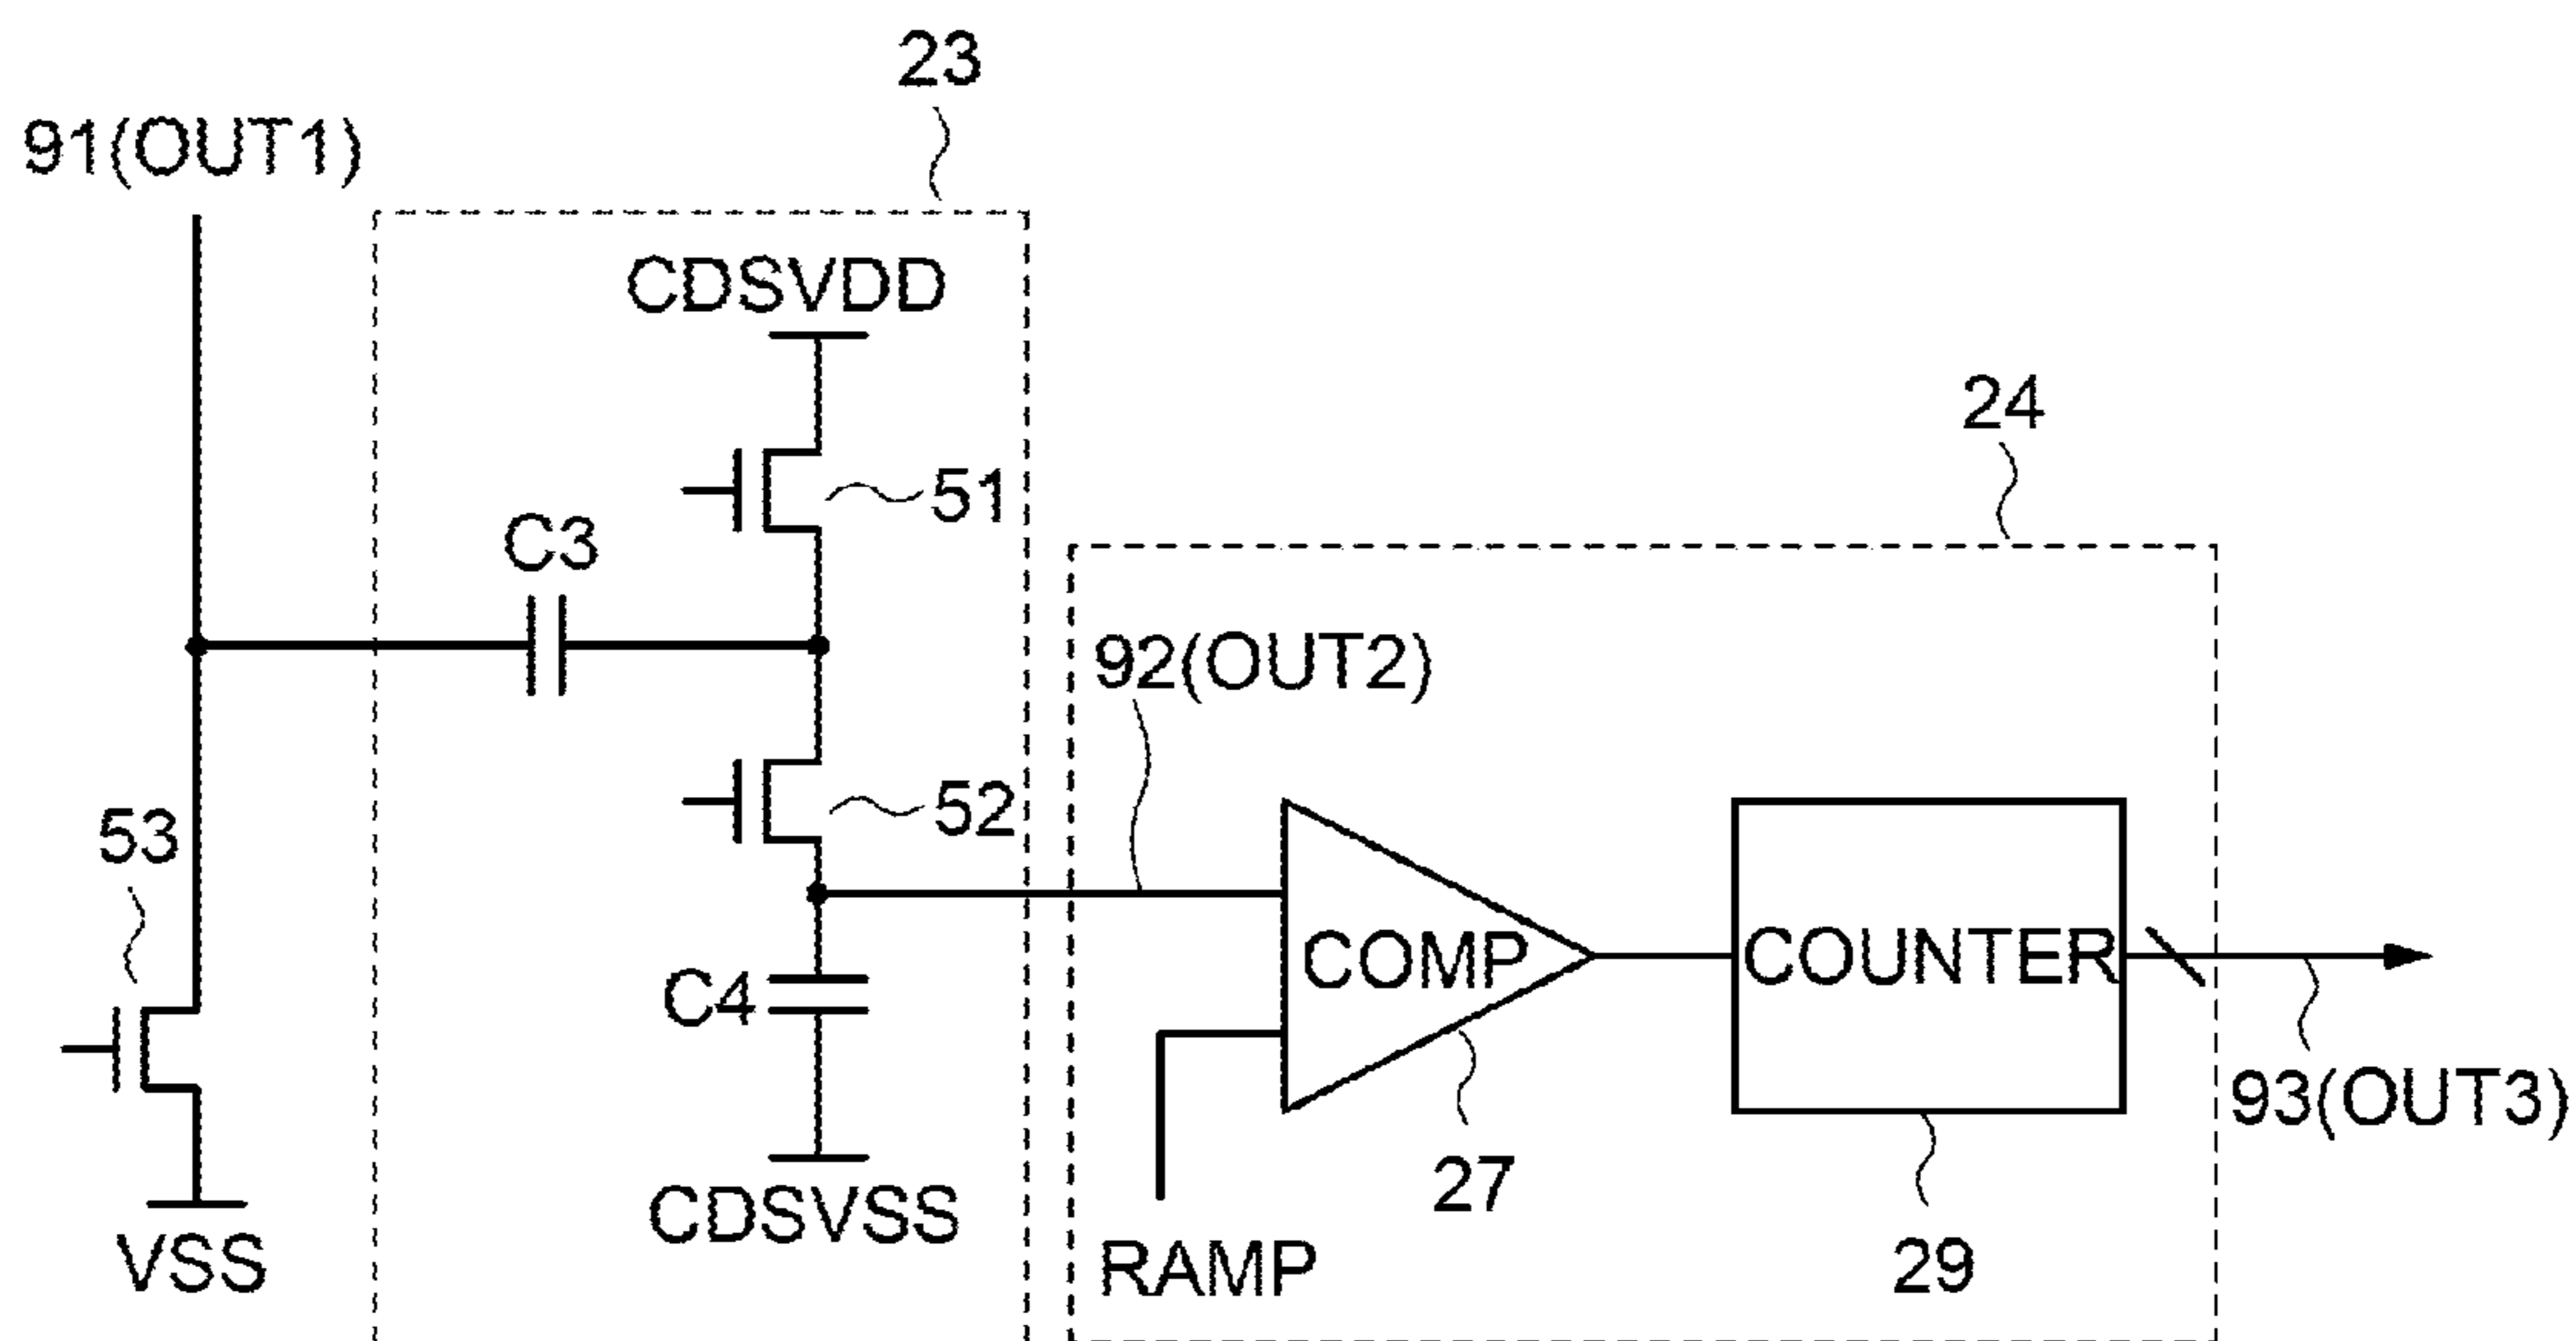 23
91(OUT1)
CDSVDD
24
51
C3
92(OUT2)
53
52
COMP
COUNTER
C4
93(OUT3)
27
CDSVSS
VSS
RAMP
29